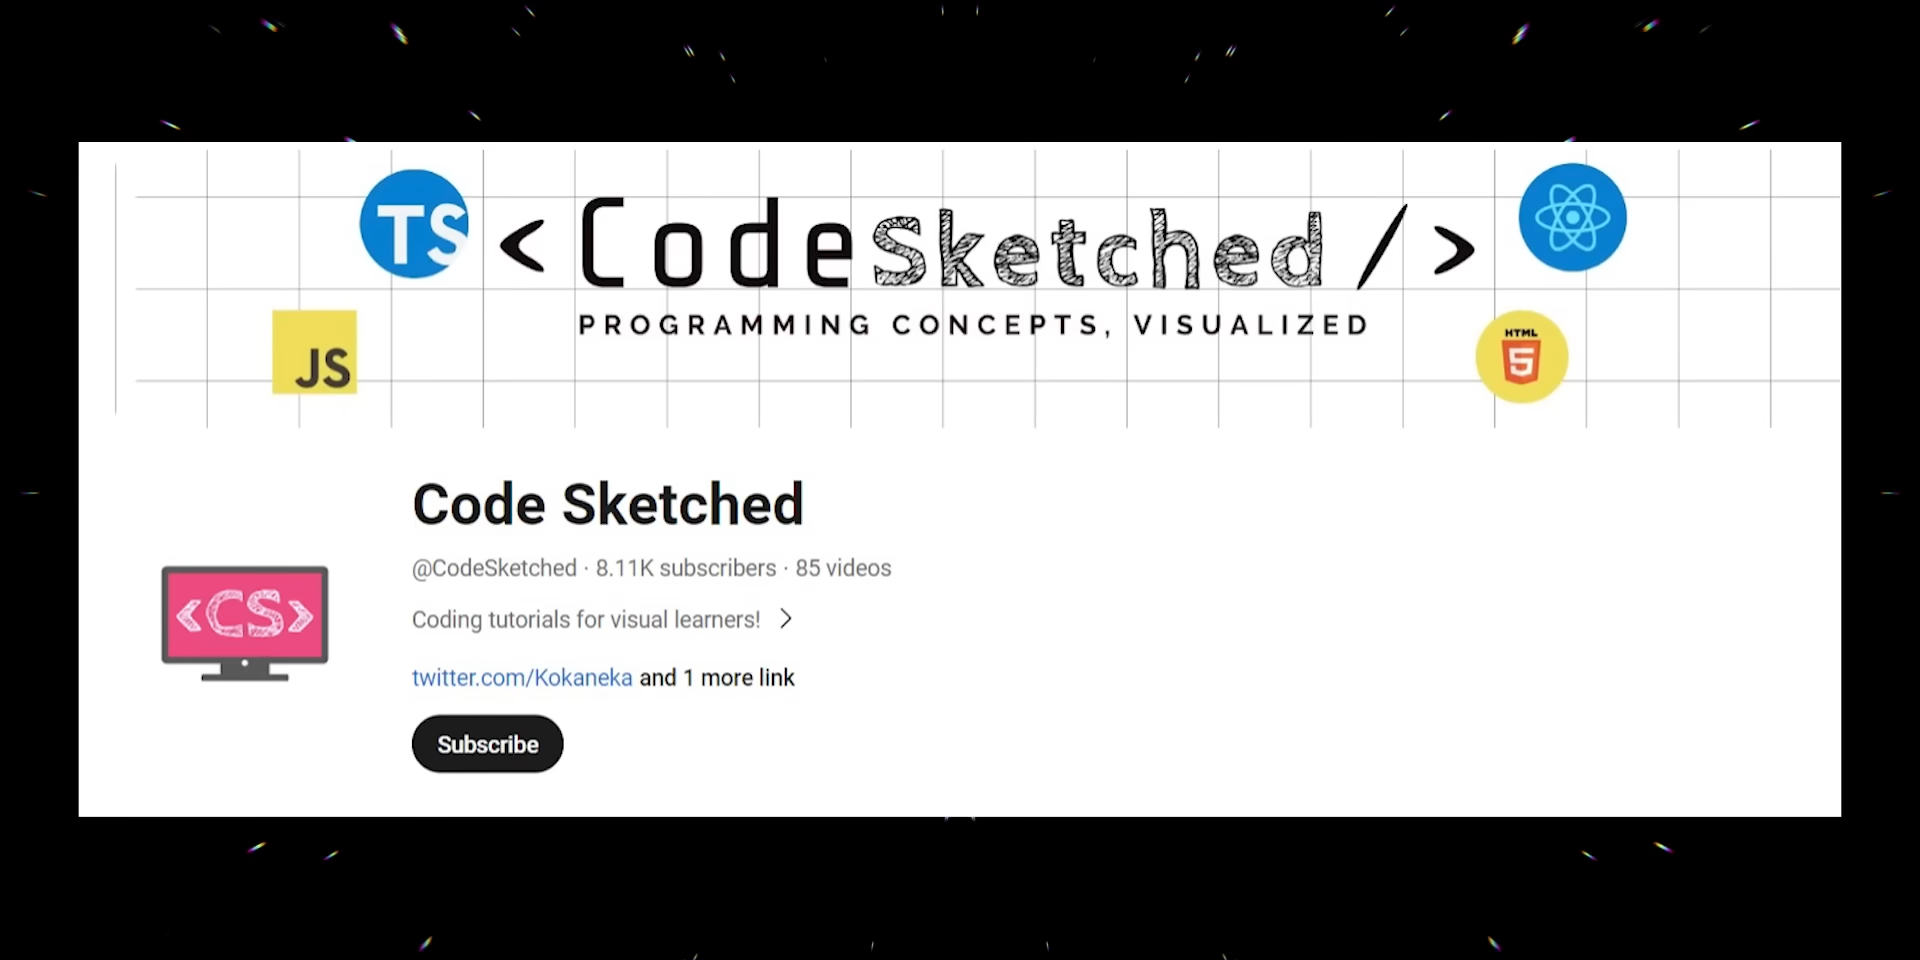 TS
<CodeSketched/>
PROGRAMMING CONCEPTS, VISUALIZED
JS
HTML
5
Code Sketched
@CodeSketched · 8.11K subscribers · 85 videos
<CS>
Coding tutorials for visual learners! >
twitter.com/Kokaneka and 1 more link
Subscribe